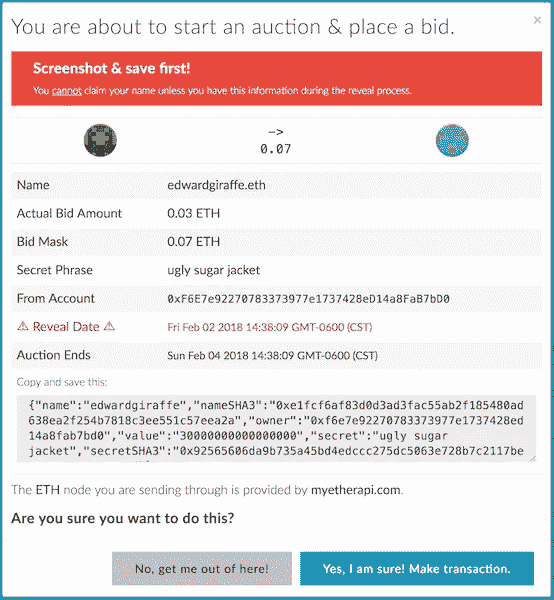 You are about to start an auction & place a bid.
×
Screenshot & save first!
You cannot claim your name unless you have this information during the reveal process.
->
0.07
Name edwardgiraffe.eth
Actual Bid Amount 0.03 ETH
Bid Mask 0.07 ETH
Secret Phrase ugly sugar jacket
From Account 0xF6E7e92270783373977e1737428eD14a8FaB7bD0
⚠ Reveal Date ⚠ Fri Feb 02 2018 14:38:09 GMT-0600 (CST)
Auction Ends Sun Feb 04 2018 14:38:09 GMT-0600 (CST)
Copy and save this:
{"name":"edwardgiraffe","nameSHA3":"0xe1fcf6af83d0d3ad3fac55ab2f185480ad
638ea2f254b7818c3ee551c57eea2a","owner":"0xf6e7e92270783373977e1737428ed
14a8fab7bd0","value":"30000000000000000","secret":"ugly sugar
jacket","secretSHA3":"0x92565606da9b735a45bd4edccc275dc5063e728b7c2117be
The ETH node you are sending through is provided by myetherapi.com.
Are you sure you want to do this?
No, get me out of here!
Yes, I am sure! Make transaction.